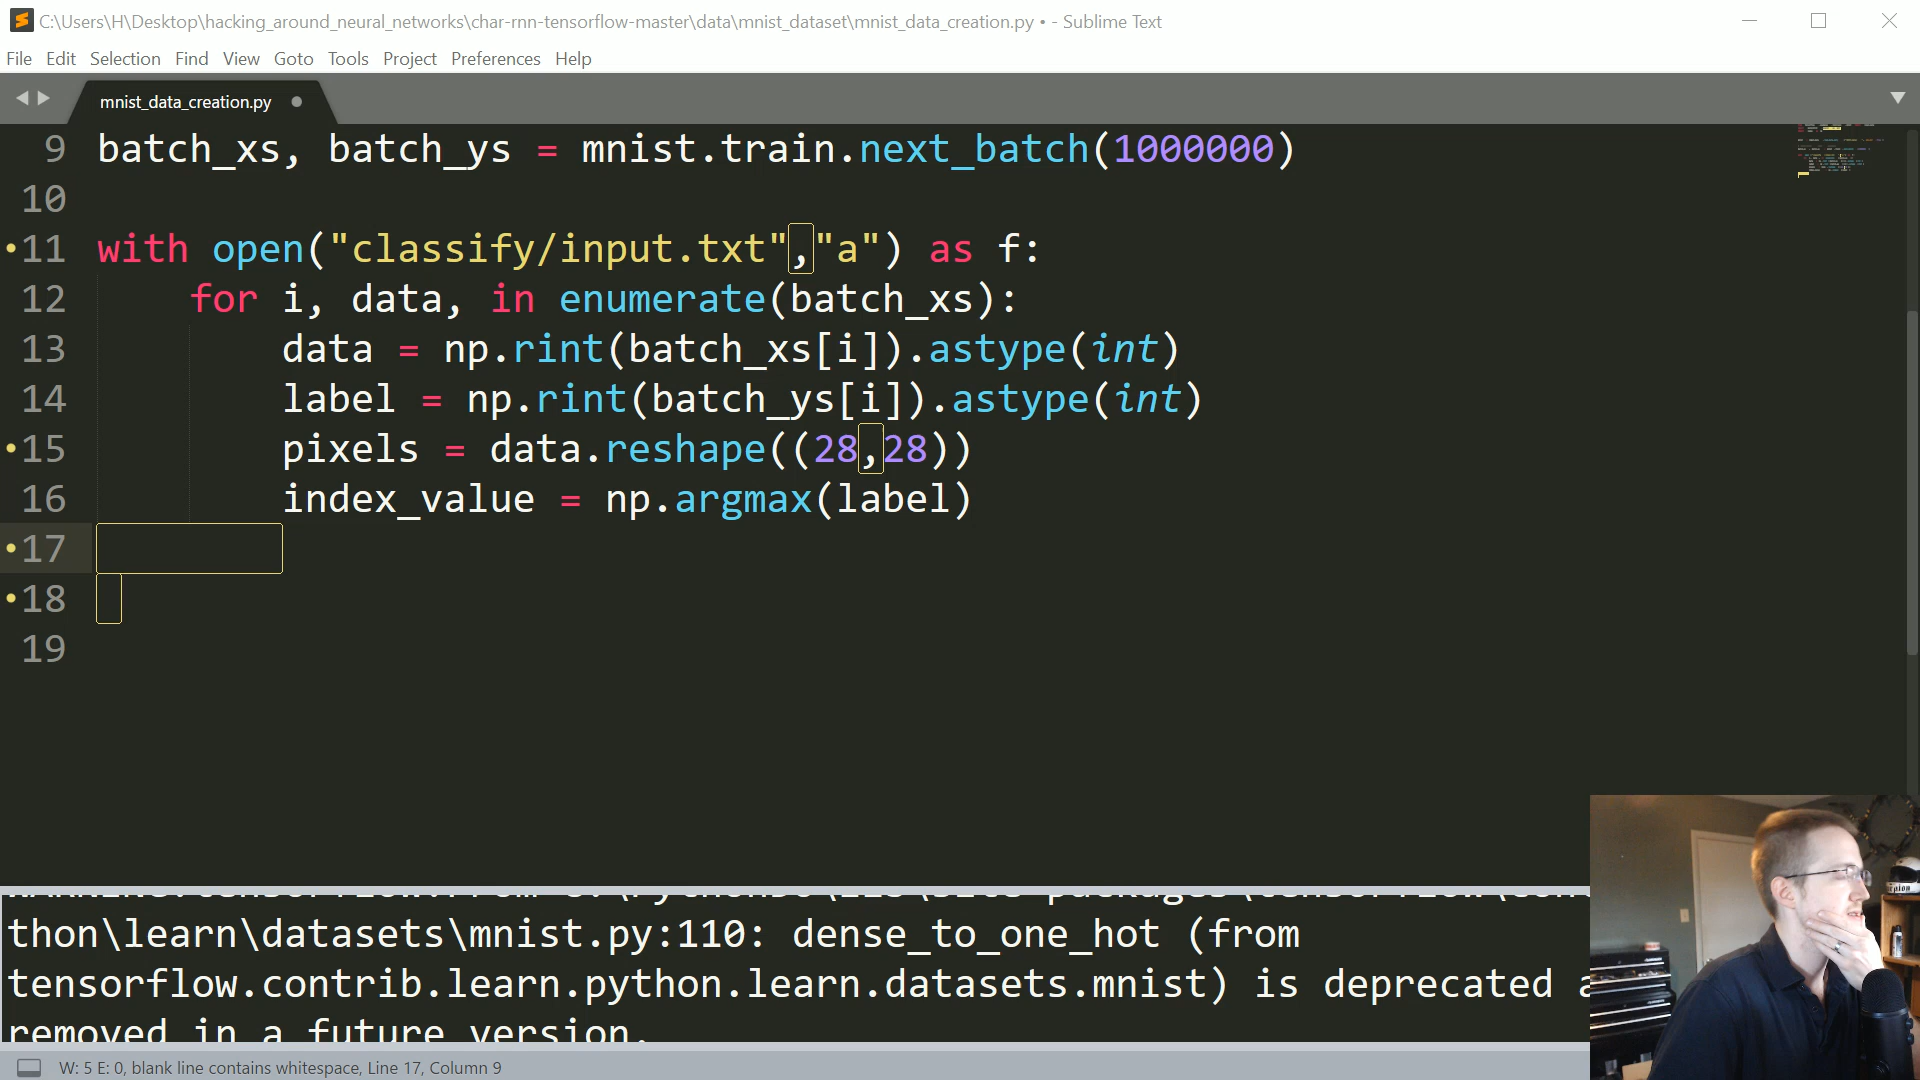 C:\Users\H\Desktop\hacking_around_neural_networks\char-rnn-tensorflow-master\data\mnist_dataset\mnist_data_creation.py • - Sublime Text
File Edit Selection Find View Goto Tools Project Preferences Help
mnist_data_creation.py
9 batch_xs, batch_ys = mnist.train.next_batch(1000000)
10
11 with open("classify/input.txt","a") as f:
12 for i, data, in enumerate(batch_xs):
13 data = np.rint(batch_xs[i]).astype(int)
14 label = np.rint(batch_ys[i]).astype(int)
15 pixels = data.reshape((28,28))
16 index_value = np.argmax(label)
17
18
19
thon\learn\datasets\mnist.py:110: dense_to_one_hot (from
tensorflow.contrib.learn.python.learn.datasets.mnist) is deprecated
removed in a future version.
W: 5 E: 0, blank line contains whitespace, Line 17, Column 9